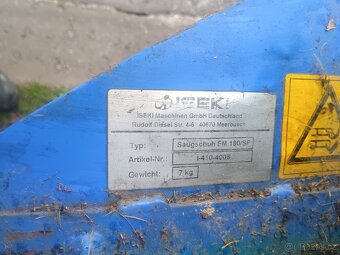 ISEKI
ISEKI Maschinen GmbH Deutschland
Rudolf Diesel Str. 4-6 40670 Meerbusch
Typ: Saugschuh FM 180/SF
Artikel-Nr.: I-410-4008
Gewicht: 7 kg